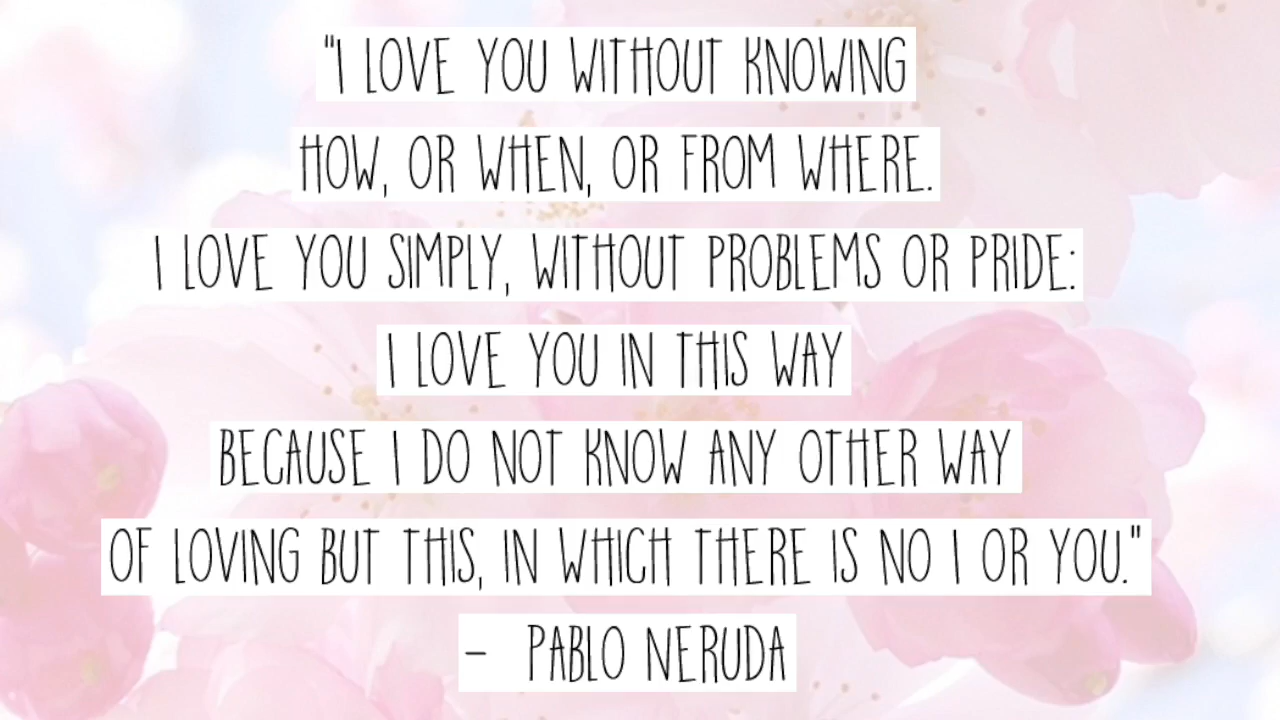 "I LOVE YOU WITHOUT KNOWING
HOW, OR WHEN, OR FROM WHERE.
I LOVE YOU SIMPLY, WITHOUT PROBLEMS OR PRIDE:
I LOVE YOU IN THIS WAY
BECAUSE I DO NOT KNOW ANY OTHER WAY
OF LOVING BUT THIS, IN WHICH THERE IS NO I OR YOU."
- PABLO NERUDA